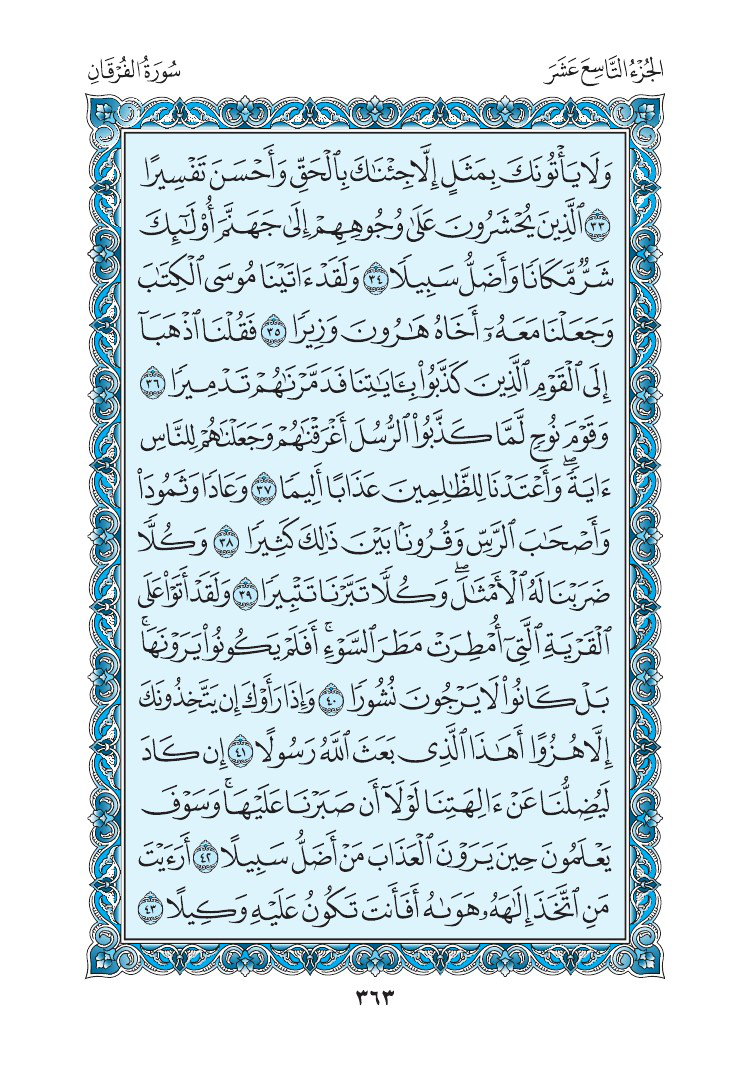 الجُزْءُ التَّاسِعَ عَشَرَ
سُورَةُ الفُرْقَانِ
وَلَا يَأْتُونَكَ بِمَثَلٍ إِلَّا جِئْنَٰكَ بِٱلْحَقِّ وَأَحْسَنَ تَفْسِيرًا
٣٣ ٱلَّذِينَ يُحْشَرُونَ عَلَىٰ وُجُوهِهِمْ إِلَىٰ جَهَنَّمَ أُو۟لَٰٓئِكَ
شَرٌّ مَّكَانًا وَأَضَلُّ سَبِيلًا ٣٤ وَلَقَدْ ءَاتَيْنَا مُوسَى ٱلْكِتَٰبَ
وَجَعَلْنَا مَعَهُۥٓ أَخَاهُ هَٰرُونَ وَزِيرًا ٣٥ فَقُلْنَا ٱذْهَبَآ
إِلَى ٱلْقَوْمِ ٱلَّذِينَ كَذَّبُوا۟ بِـَٔايَٰتِنَا فَدَمَّرْنَٰهُمْ تَدْمِيرًا ٣٦
وَقَوْمَ نُوحٍ لَّمَّا كَذَّبُوا۟ ٱلرُّسُلَ أَغْرَقْنَٰهُمْ وَجَعَلْنَٰهُمْ لِلنَّاسِ
ءَايَةً ۖ وَأَعْتَدْنَا لِلظَّٰلِمِينَ عَذَابًا أَلِيمًا ٣٧ وَعَادًا وَثَمُودَا۟
وَأَصْحَٰبَ ٱلرَّسِّ وَقُرُونًۢا بَيْنَ ذَٰلِكَ كَثِيرًا ٣٨ وَكُلًّا
ضَرَبْنَا لَهُ ٱلْأَمْثَٰلَ ۖ وَكُلًّا تَبَّرْنَا تَتْبِيرًا ٣٩ وَلَقَدْ أَتَوْا۟ عَلَى
ٱلْقَرْيَةِ ٱلَّتِىٓ أُمْطِرَتْ مَطَرَ ٱلسَّوْءِ ۚ أَفَلَمْ يَكُونُوا۟ يَرَوْنَهَا ۚ
بَلْ كَانُوا۟ لَا يَرْجُونَ نُشُورًا ٤٠ وَإِذَا رَأَوْكَ إِن يَتَّخِذُونَكَ
إِلَّا هُزُوًا أَهَٰذَا ٱلَّذِى بَعَثَ ٱللَّهُ رَسُولًا ٤١ إِن كَادَ
لَيُضِلُّنَا عَنْ ءَالِهَتِنَا لَوْلَآ أَن صَبَرْنَا عَلَيْهَا ۚ وَسَوْفَ
يَعْلَمُونَ حِينَ يَرَوْنَ ٱلْعَذَابَ مَنْ أَضَلُّ سَبِيلًا ٤٢ أَرَءَيْتَ
مَنِ ٱتَّخَذَ إِلَٰهَهُۥ هَوَىٰهُ أَفَأَنتَ تَكُونُ عَلَيْهِ وَكِيلًا ٤٣
٣٦٣